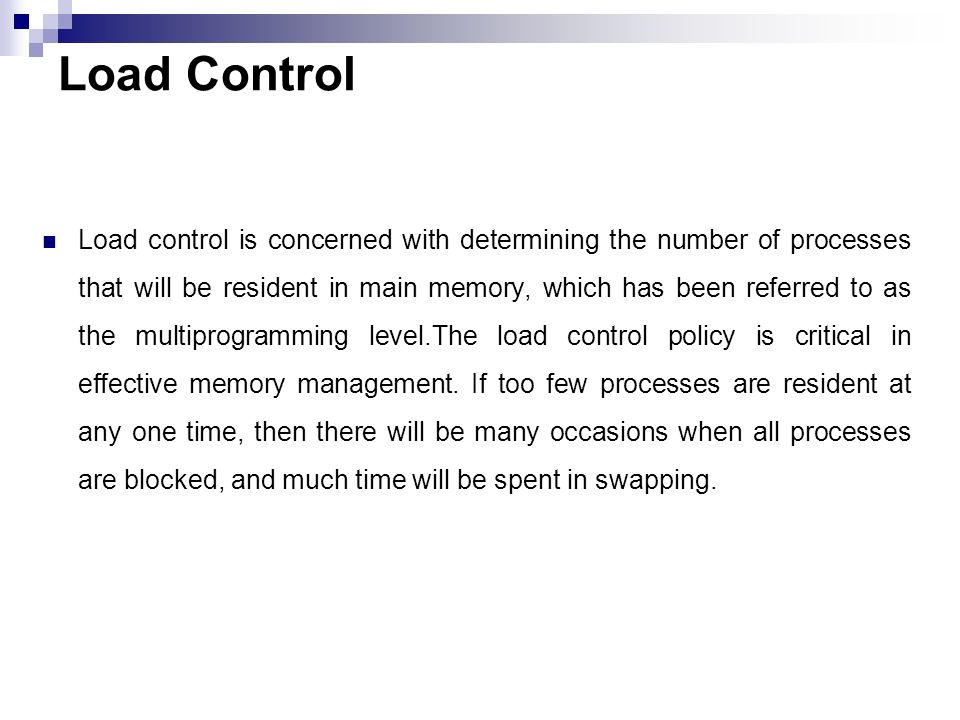 Load Control
Load control is concerned with determining the number of processes
that will be resident in main memory, which has been referred to as
the multiprogramming level.The load control policy is critical in
effective memory management. If too few processes are resident at
any one time, then there will be many occasions when all processes
are blocked, and much time will be spent in swapping.